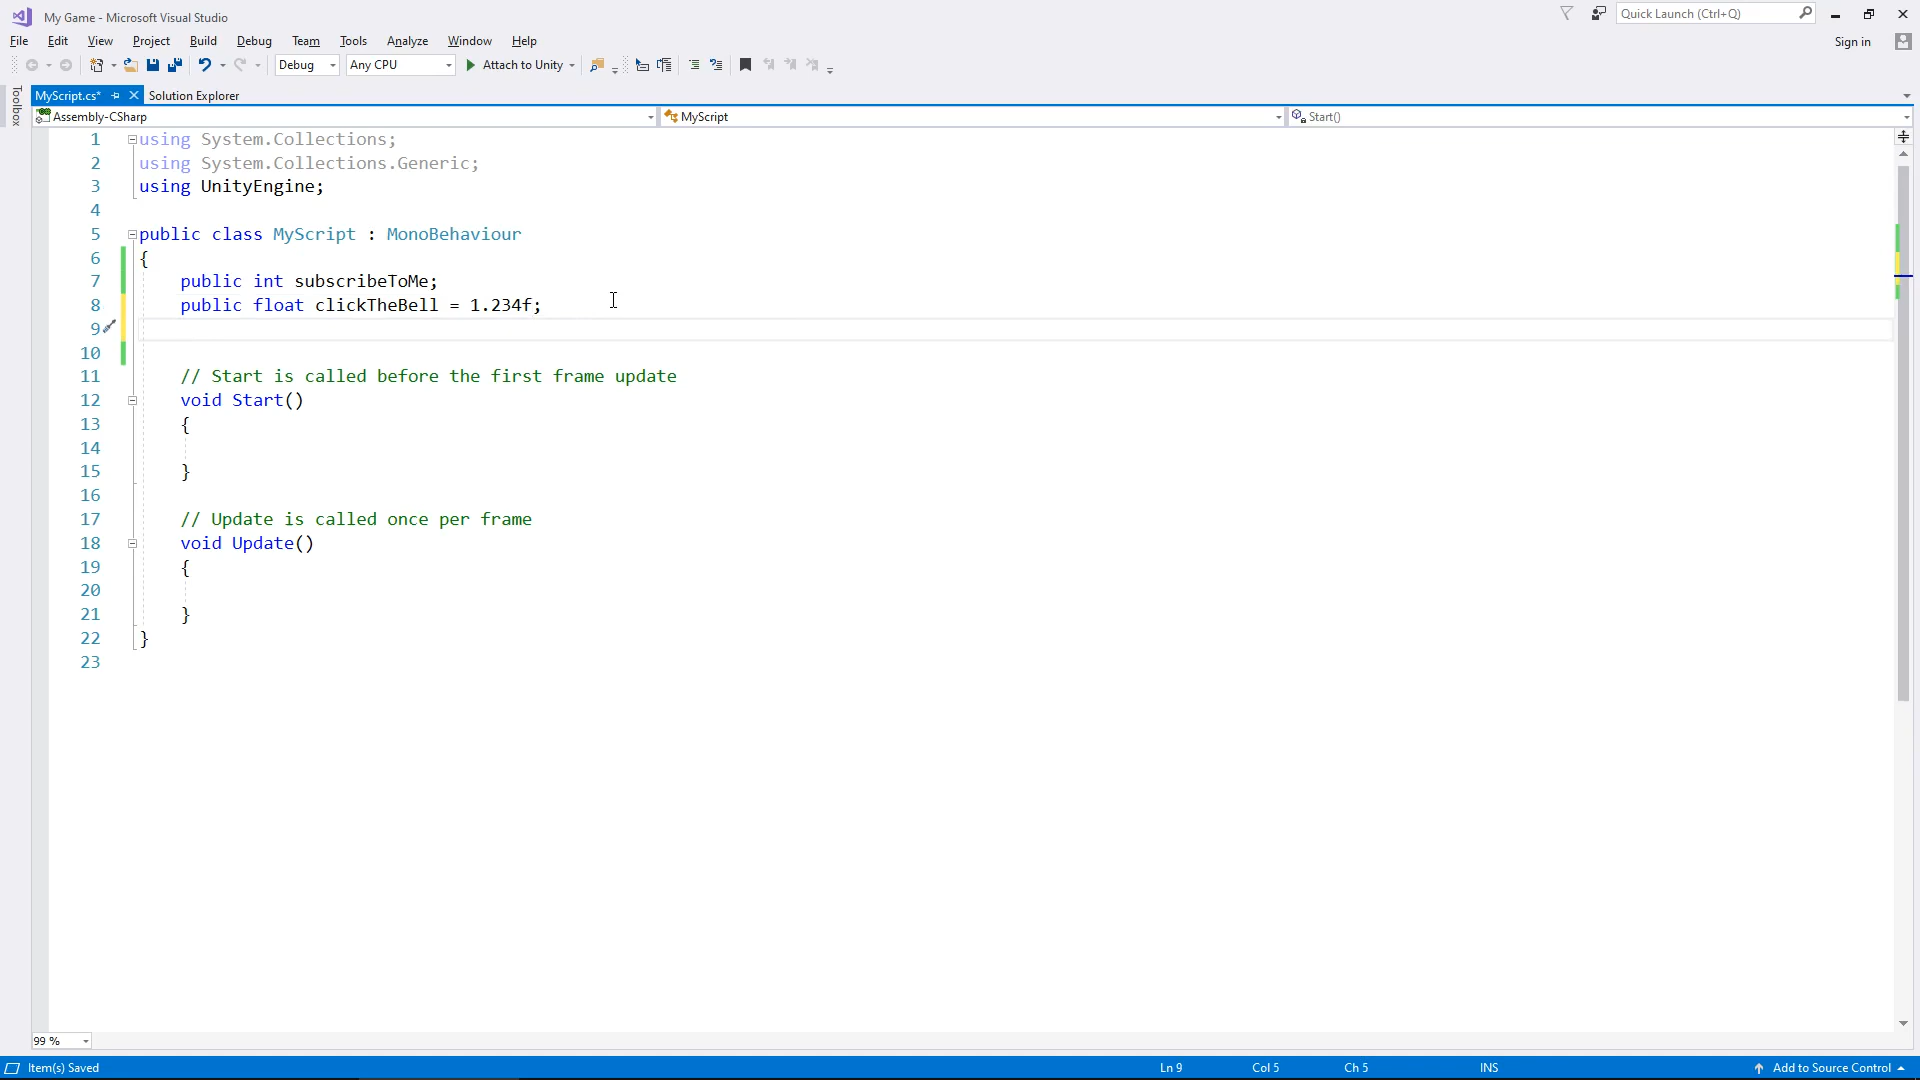 My Game - Microsoft Visual Studio
Quick Launch (Ctrl+Q)
File Edit View Project Build Debug Team Tools Analyze Window Help
Sign in
Debug Any CPU Attach to Unity
Toolbox
MyScript.cs* Solution Explorer
Assembly-CSharp MyScript Start()
1 using System.Collections;
2 using System.Collections.Generic;
3 using UnityEngine;
4
5 public class MyScript : MonoBehaviour
6 {
7 public int subscribeToMe;
8 public float clickTheBell = 1.234f;
9
10
11 // Start is called before the first frame update
12 void Start()
13 {
14
15 }
16
17 // Update is called once per frame
18 void Update()
19 {
20
21 }
22 }
23
99 %
Item(s) Saved Ln 9 Col 5 Ch 5 INS Add to Source Control